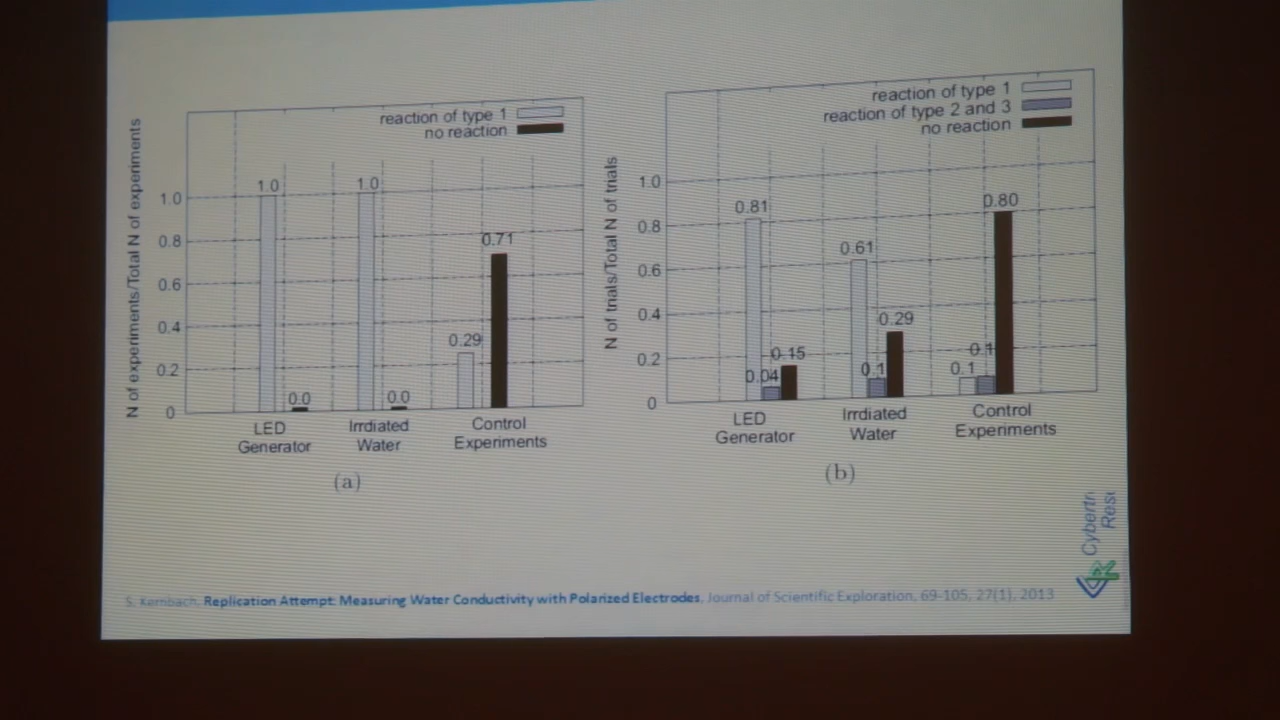 N of experiments/Total N of experiments
reaction of type 1
no reaction
1.0
0.8
0.6
0.4
0.2
0
1.0
0.0
1.0
0.0
0.29
0.71
LED
Generator
Irrdiated
Water
Control
Experiments
(a)
N of trials/Total N of trials
reaction of type 1
reaction of type 2 and 3
no reaction
1.0
0.8
0.6
0.4
0.2
0
0.81
0.04
0.15
0.61
0.1
0.29
0.1
0.1
0.80
LED
Generator
Irrdiated
Water
Control
Experiments
(b)
S. Kernbach, Replication Attempt: Measuring Water Conductivity with Polarized Electrodes, Journal of Scientific Exploration, 69-105, 27(1), 2013